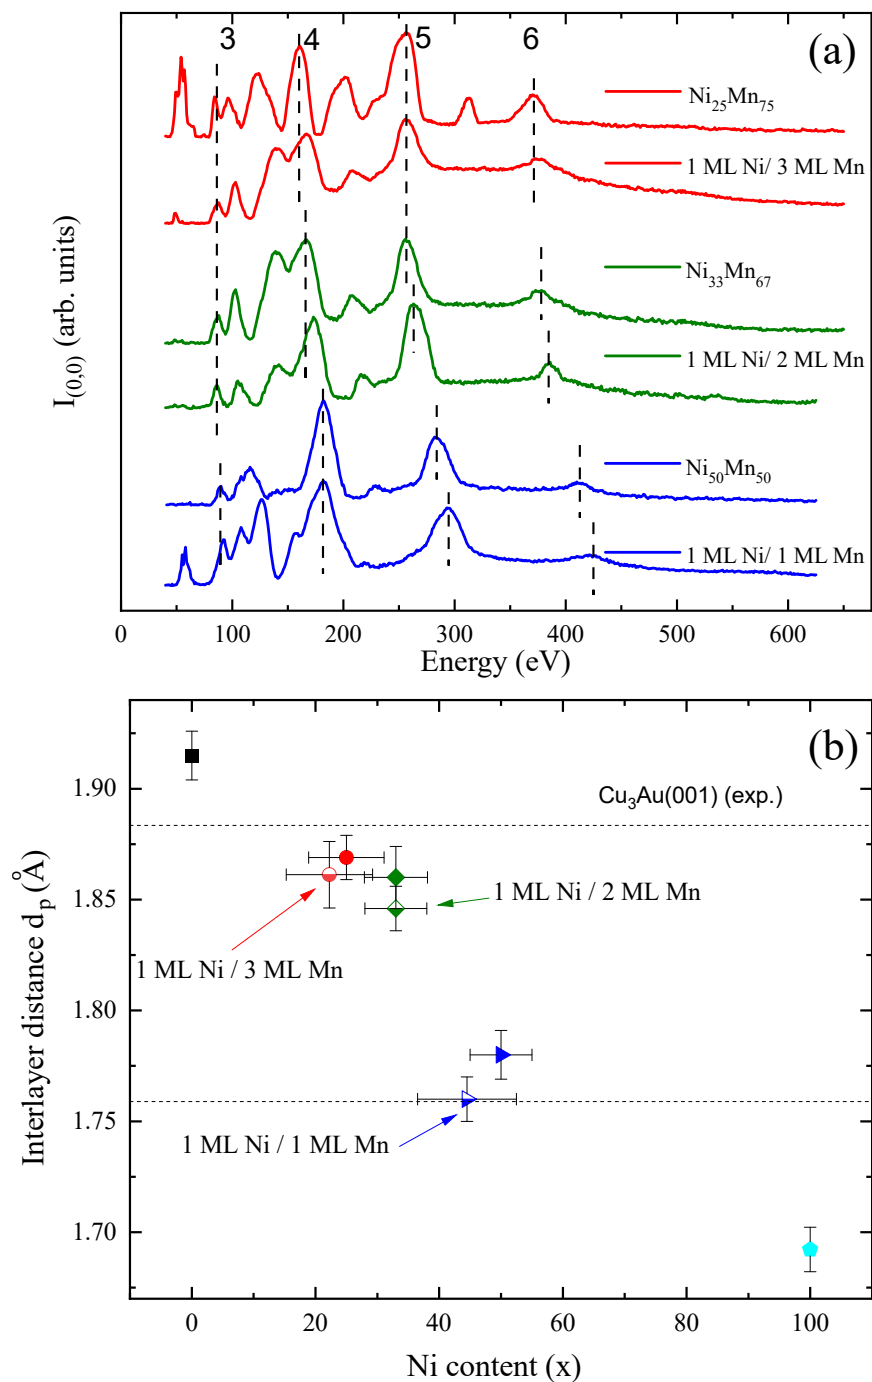 3 4 5 6 (a)
Ni25Mn75
1 ML Ni/ 3 ML Mn
Ni33Mn67
1 ML Ni/ 2 ML Mn
Ni50Mn50
1 ML Ni/ 1 ML Mn
I(0,0) (arb. units)
0 100 200 300 400 500 600
Energy (eV)
(b)
Cu3Au(001) (exp.)
1 ML Ni / 2 ML Mn
1 ML Ni / 3 ML Mn
1 ML Ni / 1 ML Mn
1.90
1.85
1.80
1.75
1.70
Interlayer distance dp (Å)
0 20 40 60 80 100
Ni content (x)